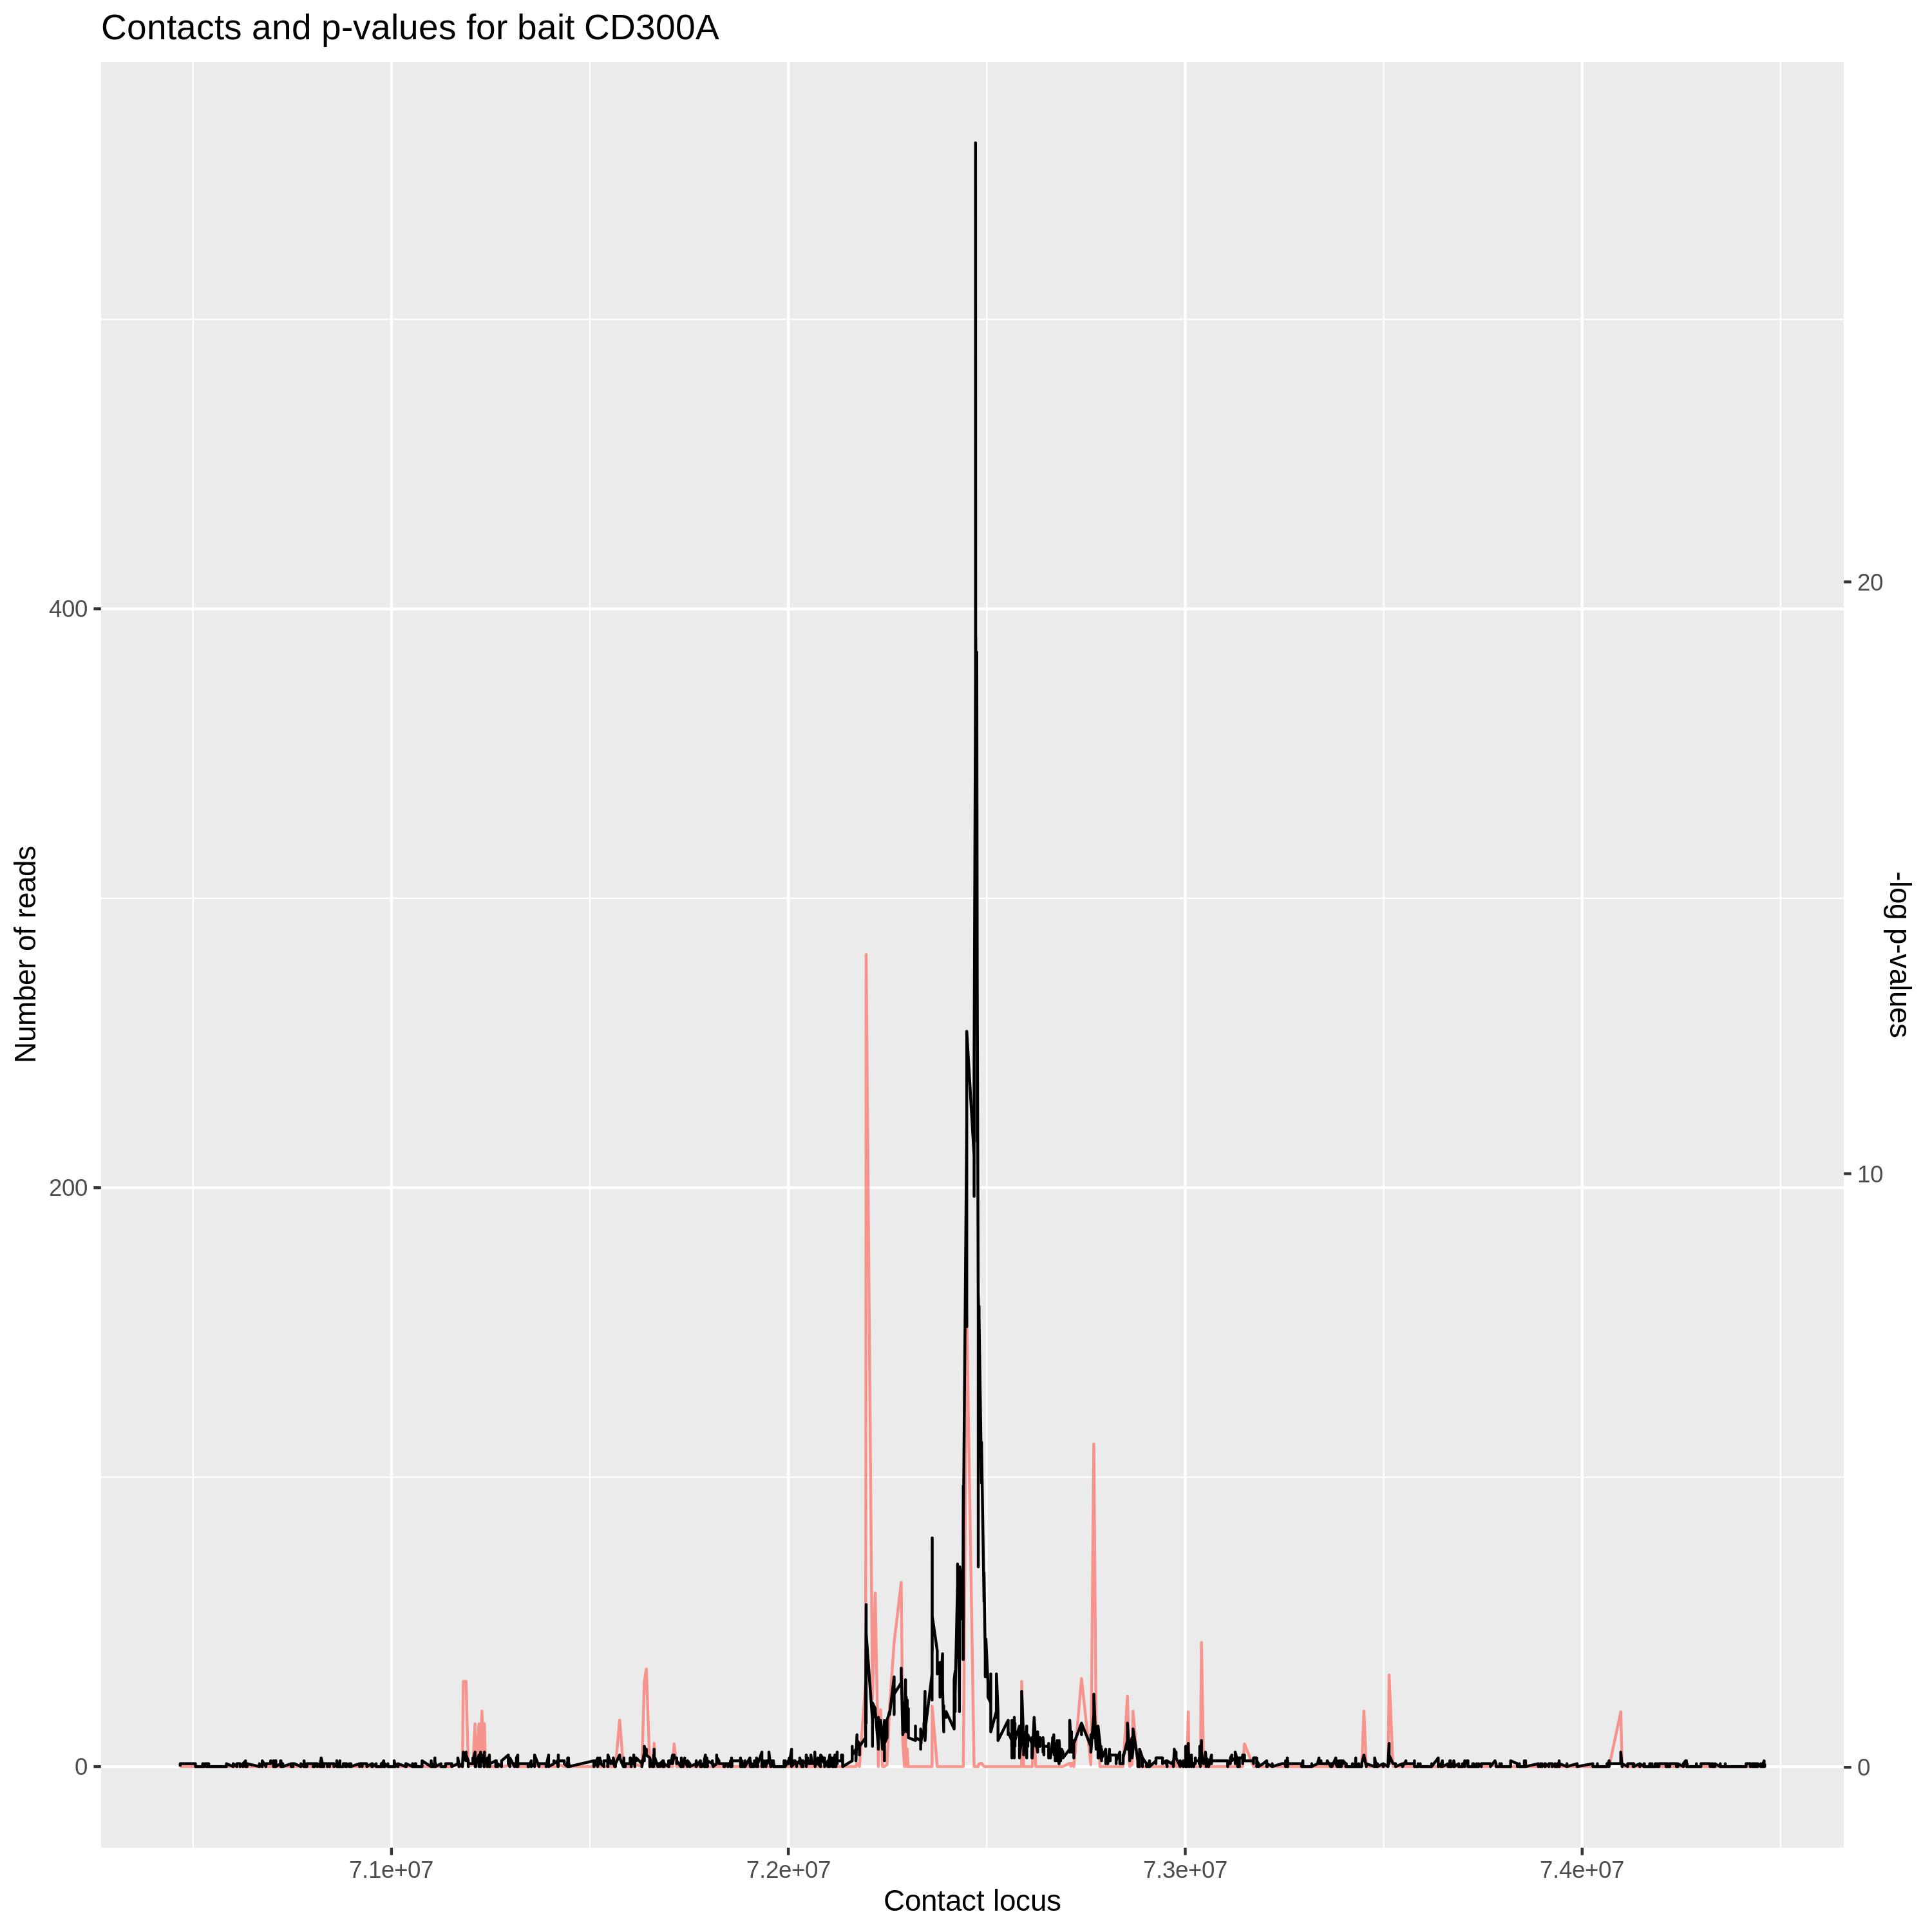 Contacts and p-values for bait CD300A
Number of reads
400
200
0
20
10
0
-log p-values
7.1e+07
7.2e+07
7.3e+07
7.4e+07
Contact locus